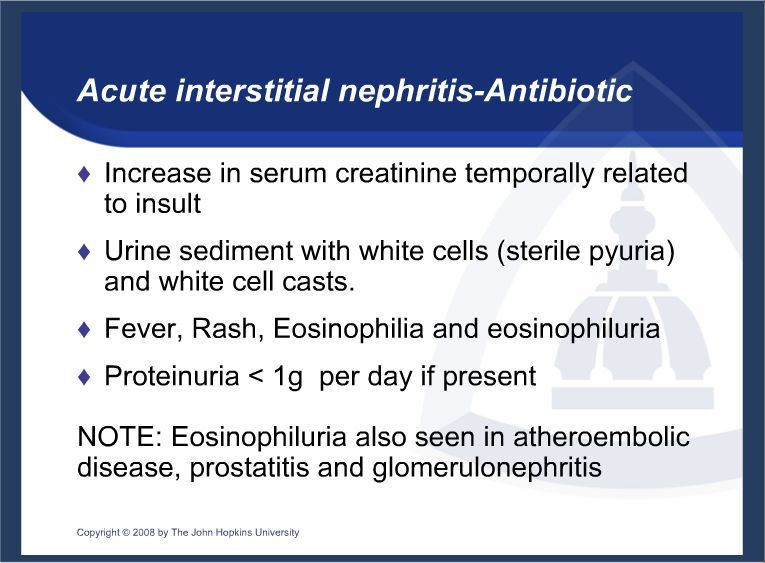 Acute interstitial nephritis-Antibiotic
♦ Increase in serum creatinine temporally related
to insult
♦ Urine sediment with white cells (sterile pyuria)
and white cell casts.
♦ Fever, Rash, Eosinophilia and eosinophiluria
♦ Proteinuria < 1g  per day if present
NOTE: Eosinophiluria also seen in atheroembolic
disease, prostatitis and glomerulonephritis
Copyright © 2008 by The John Hopkins University